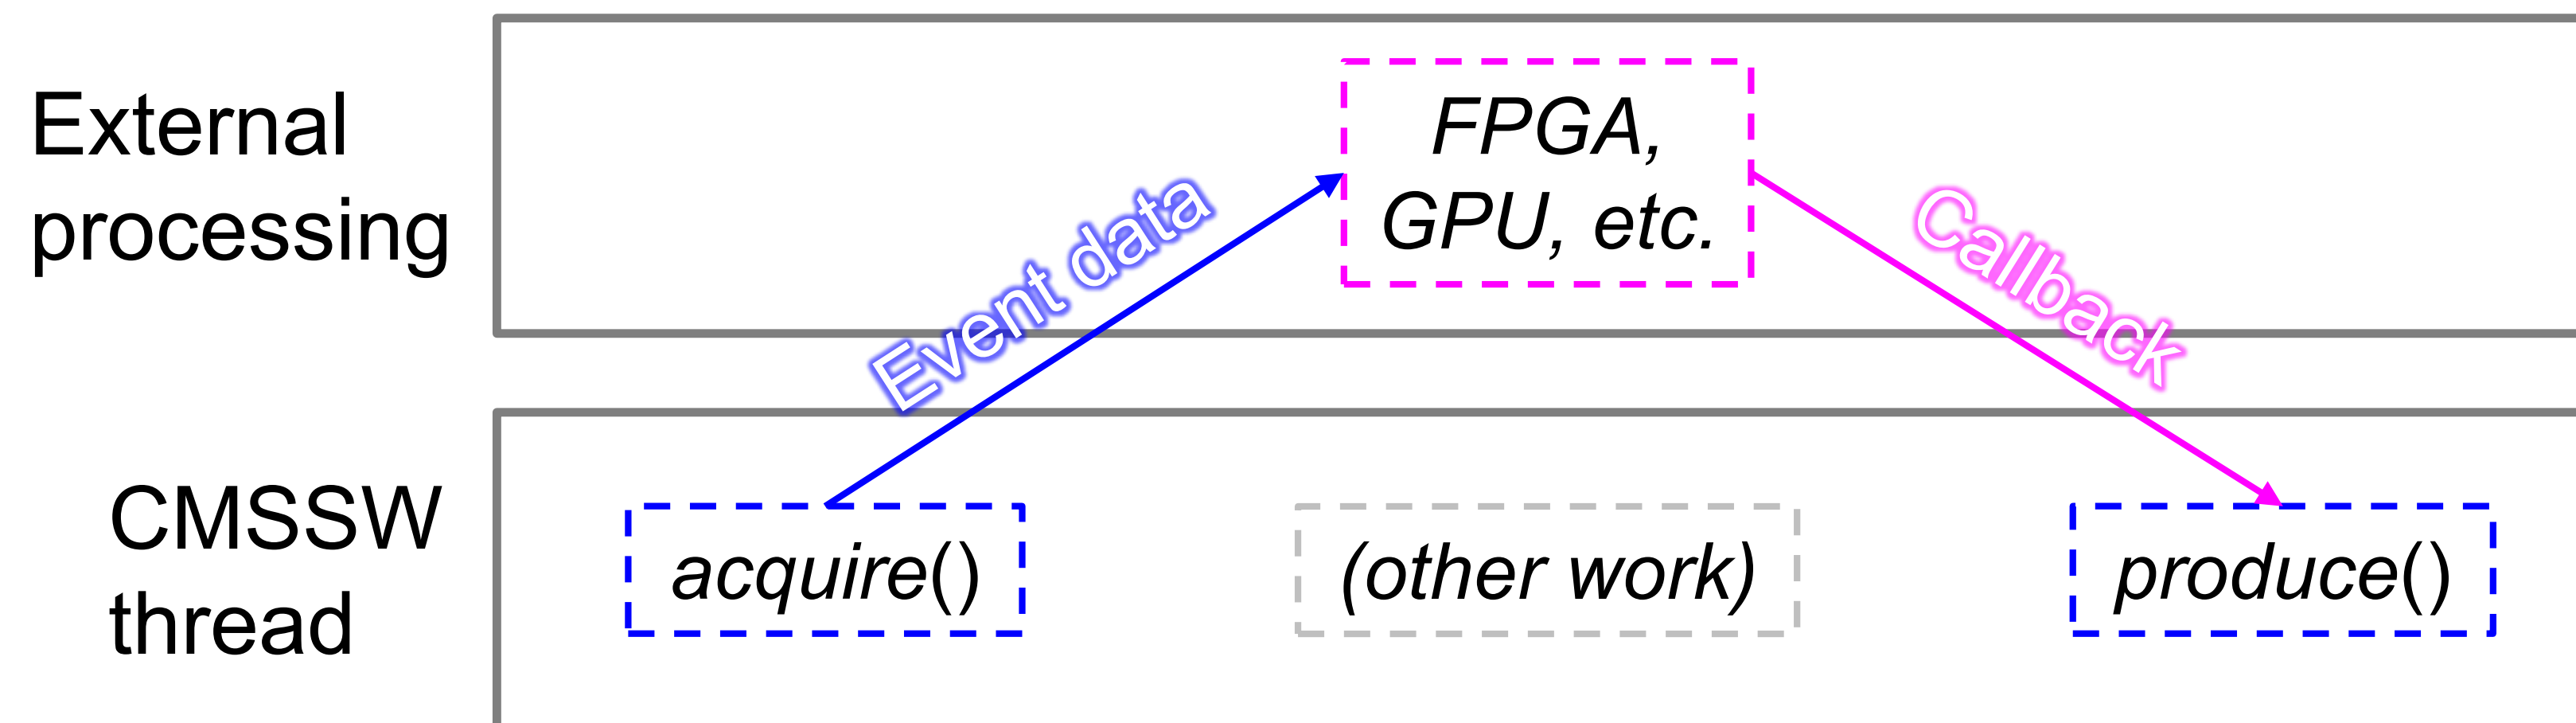 External
processing
FPGA,
GPU, etc.
Event data
Callback
CMSSW
thread
acquire()
(other work)
produce()